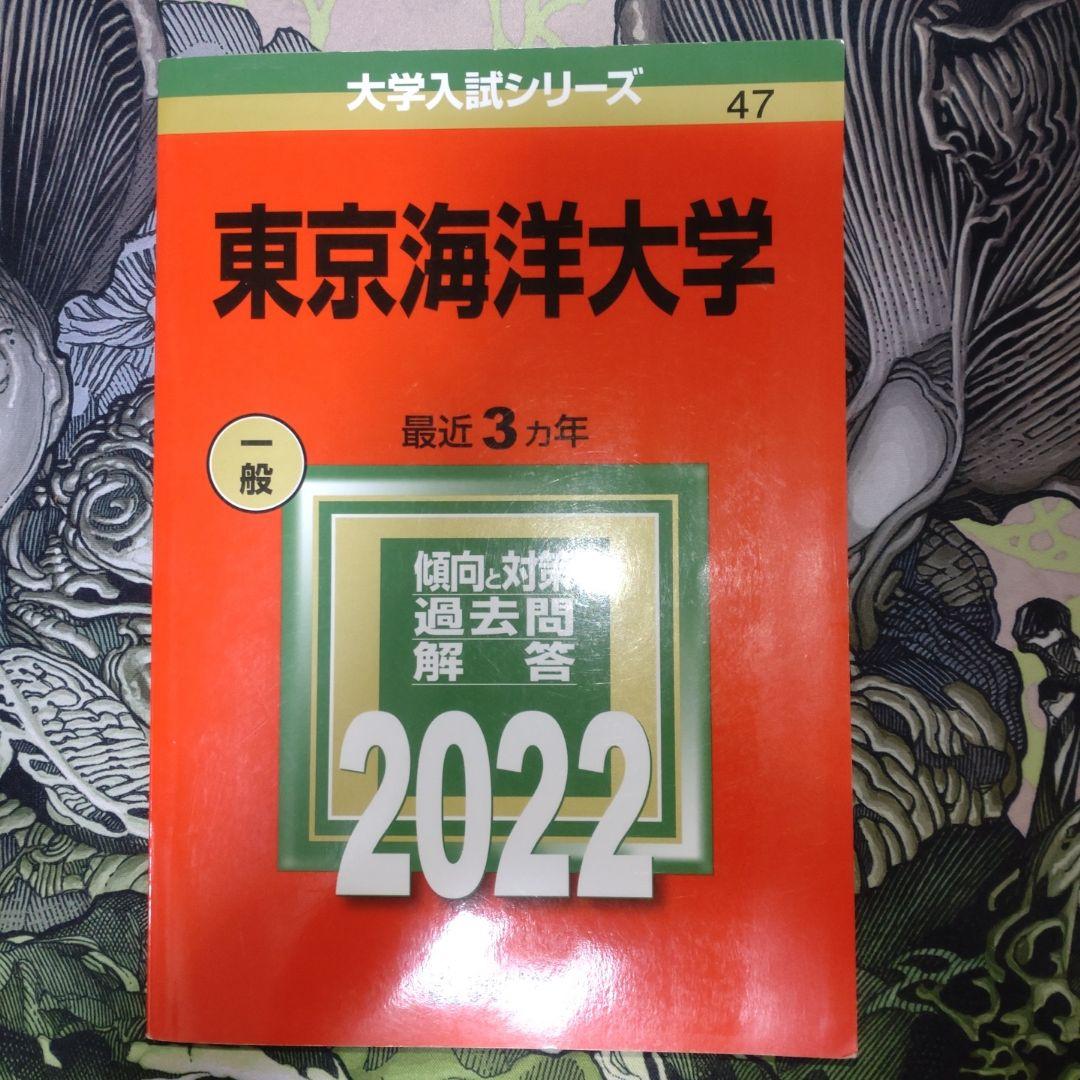 大学入試シリーズ
47
東京海洋大学
最近3カ年
一般
傾向と対策
過去問
解答
2022